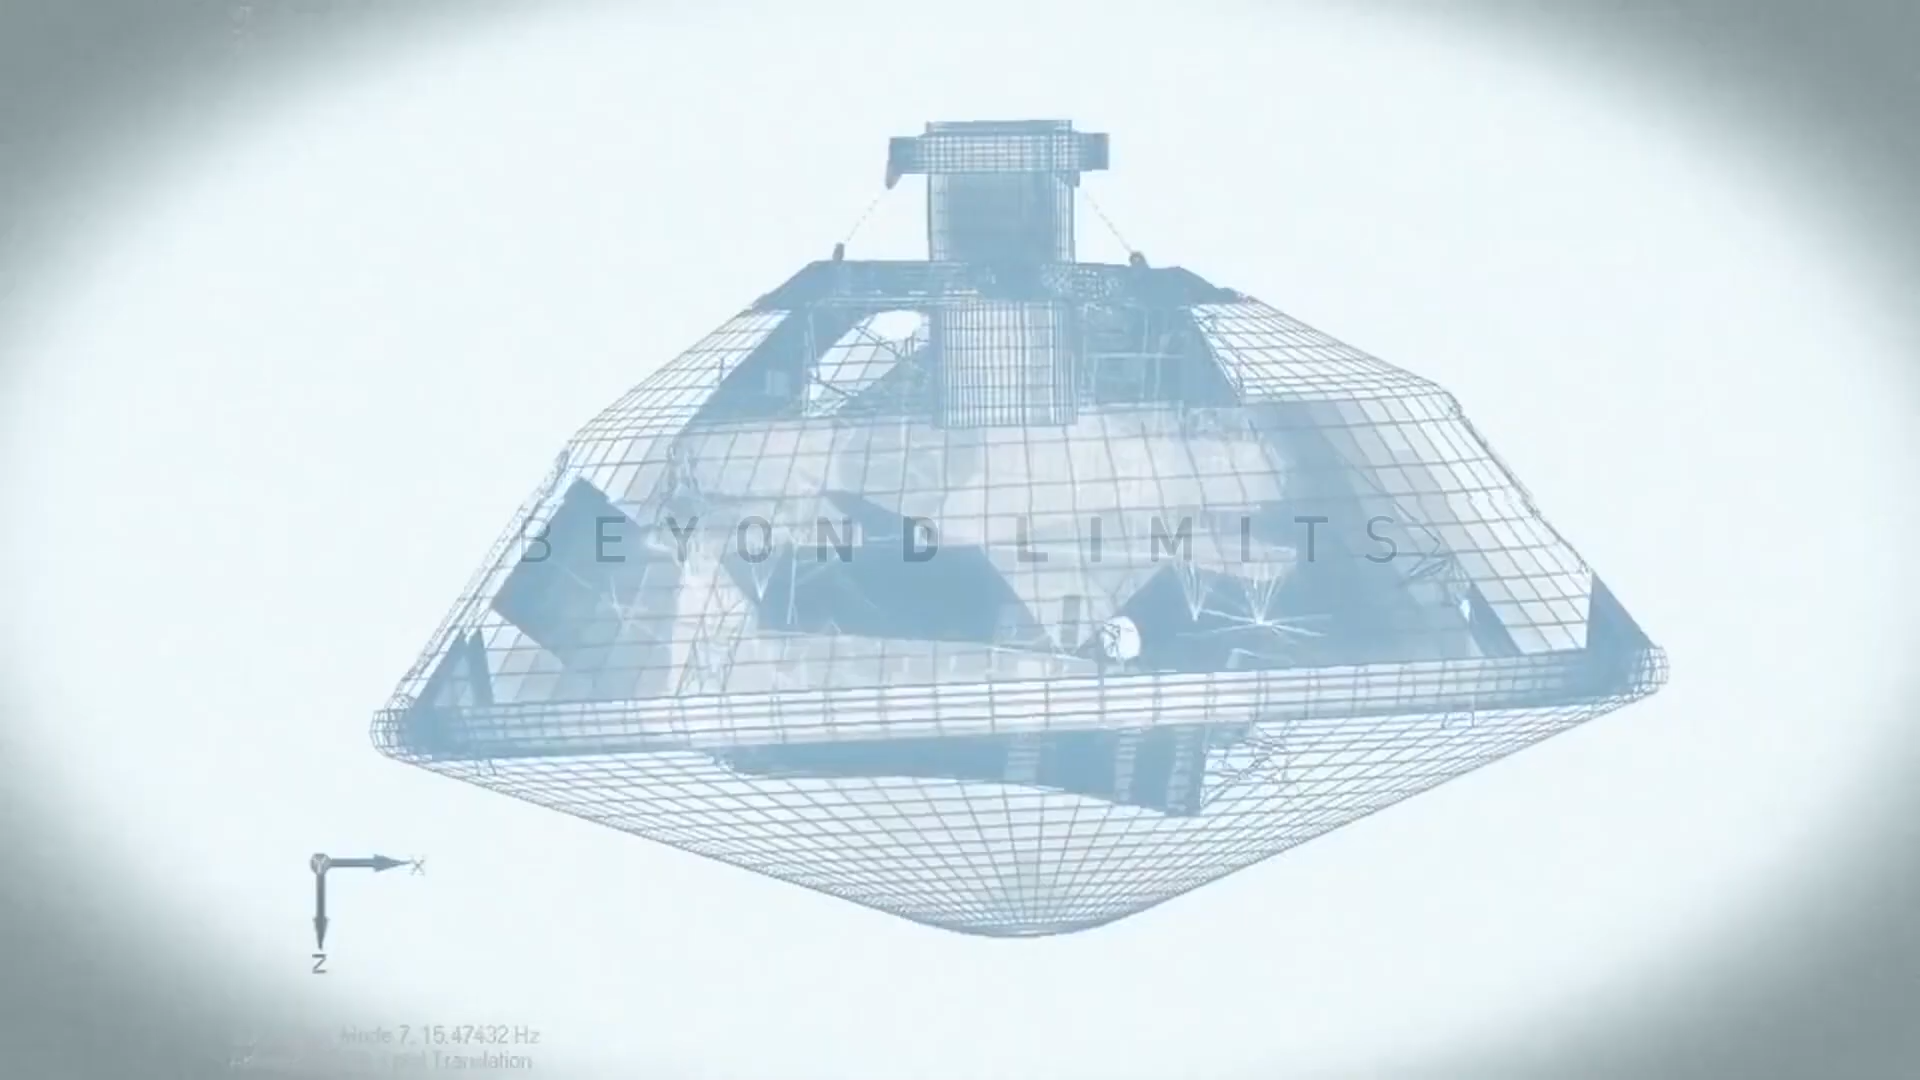 BEYOND LIMITS
X
Z
Mode 7, 15.47432 Hz
Translation